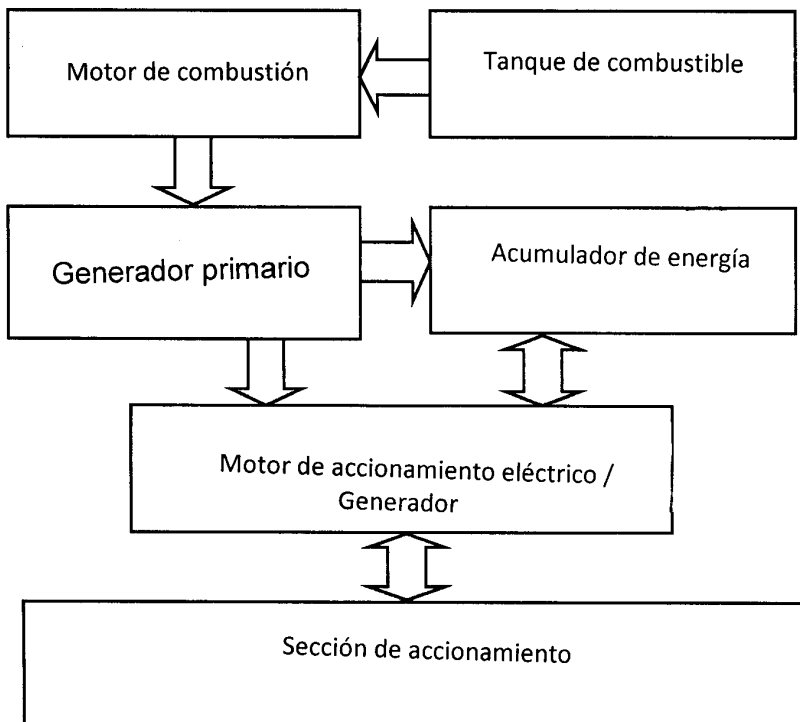 Motor de combustión
Tanque de combustible
Generador primario
Acumulador de energía
Motor de accionamiento eléctrico /
Generador
Sección de accionamiento